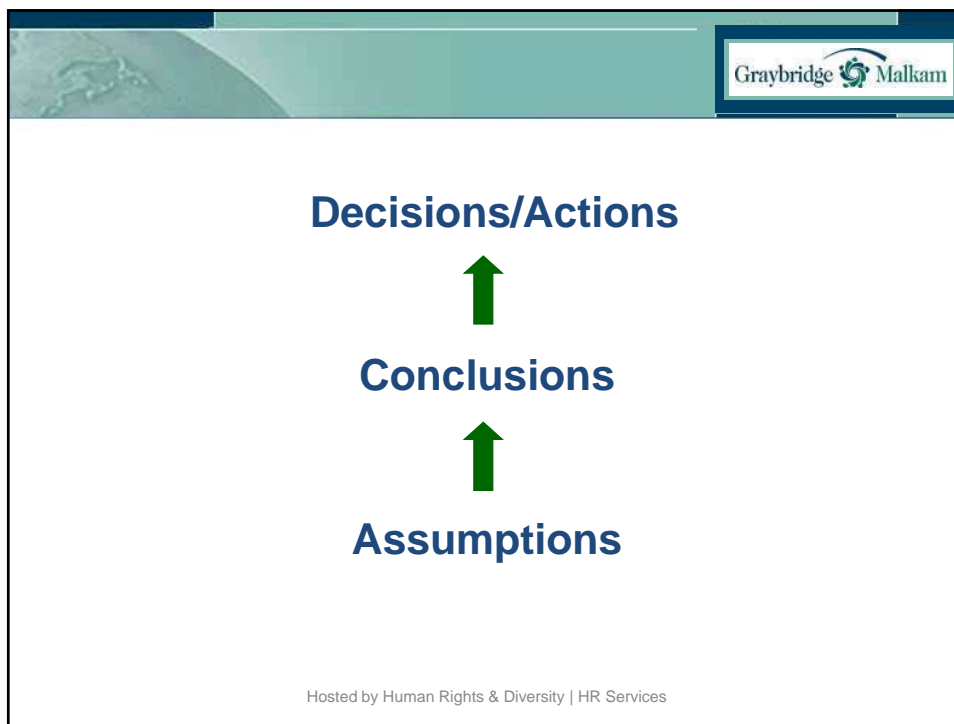 Graybridge Malkam
Decisions/Actions
Conclusions
Assumptions
Hosted by Human Rights & Diversity | HR Services